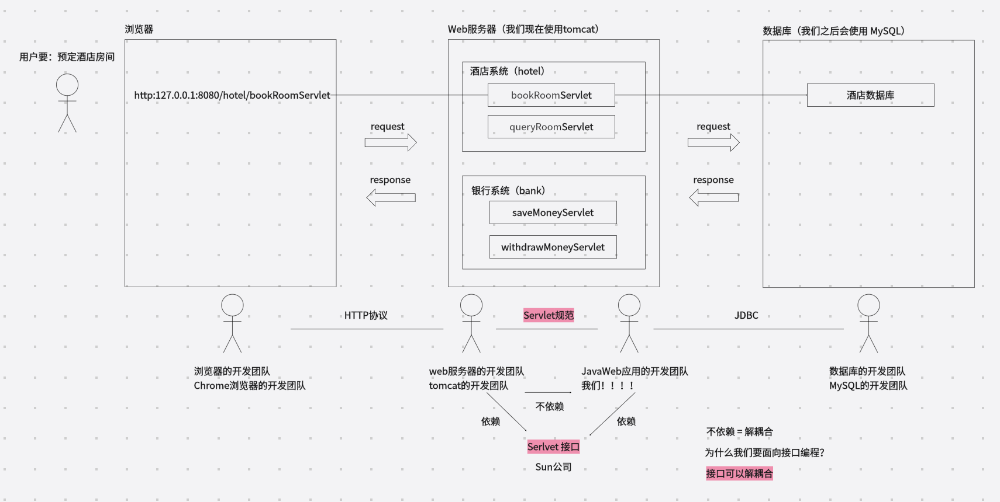 浏览器
Web服务器（我们现在使用tomcat）
数据库（我们之后会使用 MySQL）
用户要：预定酒店房间
酒店系统（hotel）
http:127.0.0.1:8080/hotel/bookRoomServlet
bookRoomServlet
酒店数据库
queryRoomServlet
request
request
response
response
银行系统（bank）
saveMoneyServlet
withdrawMoneyServlet
HTTP协议
Servlet规范
JDBC
浏览器的开发团队
Chrome浏览器的开发团队
web服务器的开发团队
tomcat的开发团队
JavaWeb应用的开发团队
我们！！！！
数据库的开发团队
MySQL的开发团队
不依赖
依赖
依赖
Serlvet 接口
Sun公司
不依赖 = 解耦合
为什么我们要面向接口编程？
接口可以解耦合